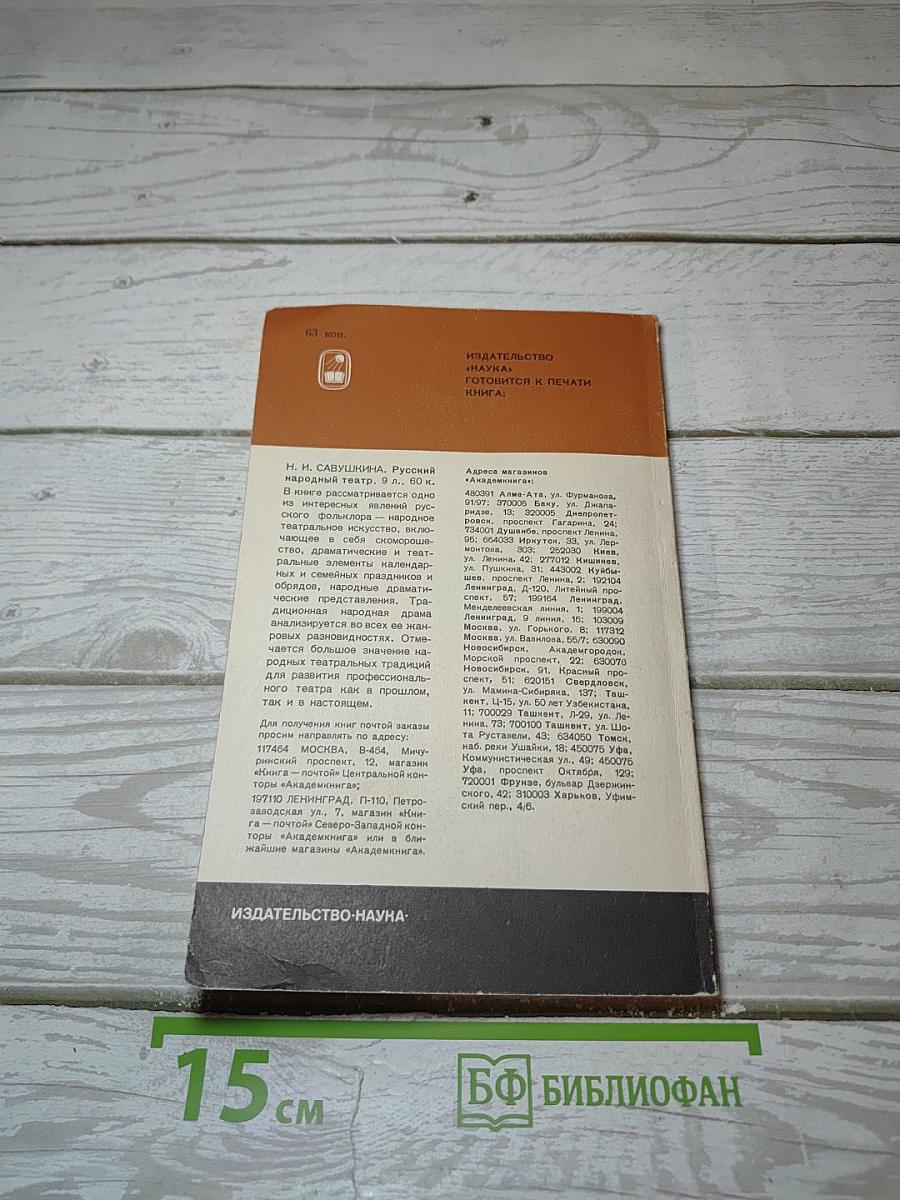 63 коп.
ИЗДАТЕЛЬСТВО
«НАУКА»
ГОТОВИТСЯ К ПЕЧАТИ
КНИГА:
Н. И. САВУШКИНА. Русский
народный театр. 9 л., 60 к.
В книге рассматривается одно
из интересных явлений рус-
ского фольклора — народное
театральное искусство, вклю-
чающее в себя скомороше-
ство, драматические и теат-
ральные элементы календар-
ных и семейных праздников и
обрядов, народные драмати-
ческие представления. Тра-
диционная народная драма
анализируется во всех ее жан-
ровых разновидностях. Отме-
чается большое значение на-
родных театральных традиций
для развития профессиональ-
ного театра как в прошлом,
так и в настоящем.
Для получения книг почтой заказы
просим направлять по адресу:
117464 МОСКВА, В-464, Мичу-
ринский проспект, 12, магазин
«Книга — почтой» Центральной кон-
торы «Академкнига»;
197110 ЛЕНИНГРАД, П-110, Петро-
заводская ул., 7, магазин «Кни-
га — почтой» Северо-Западной кон-
торы «Академкнига» или в бли-
жайшие магазины «Академкнига».
Адреса магазинов
«Академкнига»:
480391 Алма-Ата, ул. Фурманова,
91/97; 370005 Баку, ул. Джапа-
ридзе, 13; 320005 Днепропет-
ровск, проспект Гагарина, 24;
734001 Душанбе, проспект Ленина,
95; 664033 Иркутск, 33, ул. Лер-
монтова, 303; 252030 Киев,
ул. Ленина, 42; 277012 Кишинев,
ул. Пушкина, 31; 443002 Куйбы-
шев, проспект Ленина, 2; 192104
Ленинград, Д-120, Литейный про-
спект, 57; 199164 Ленинград,
Менделеевская линия, 1; 199004
Ленинград, 9 линия, 16; 103009
Москва, ул. Горького, 8; 117312
Москва, ул. Вавилова, 55/7; 630090
Новосибирск, Академгородок,
Морской проспект, 22; 630076
Новосибирск, 91, Красный про-
спект, 51; 620151 Свердловск,
ул. Мамина-Сибиряка, 137; Таш-
кент, Ц-15, ул. 50 лет Узбекистана,
11; 700029 Ташкент, Л-29, ул. Ле-
нина, 73; 700100 Ташкент, ул. Шо-
та Руставели, 43; 634050 Томск,
наб. реки Ушайки, 18; 450075 Уфа,
Коммунистическая ул., 49; 450075
Уфа, проспект Октября, 129;
720001 Фрунзе, бульвар Дзержин-
ского, 42; 310003 Харьков, Уфим-
ский пер., 4/6.
ИЗДАТЕЛЬСТВО·НАУКА·
15 см
БФ БИБЛИОФАН